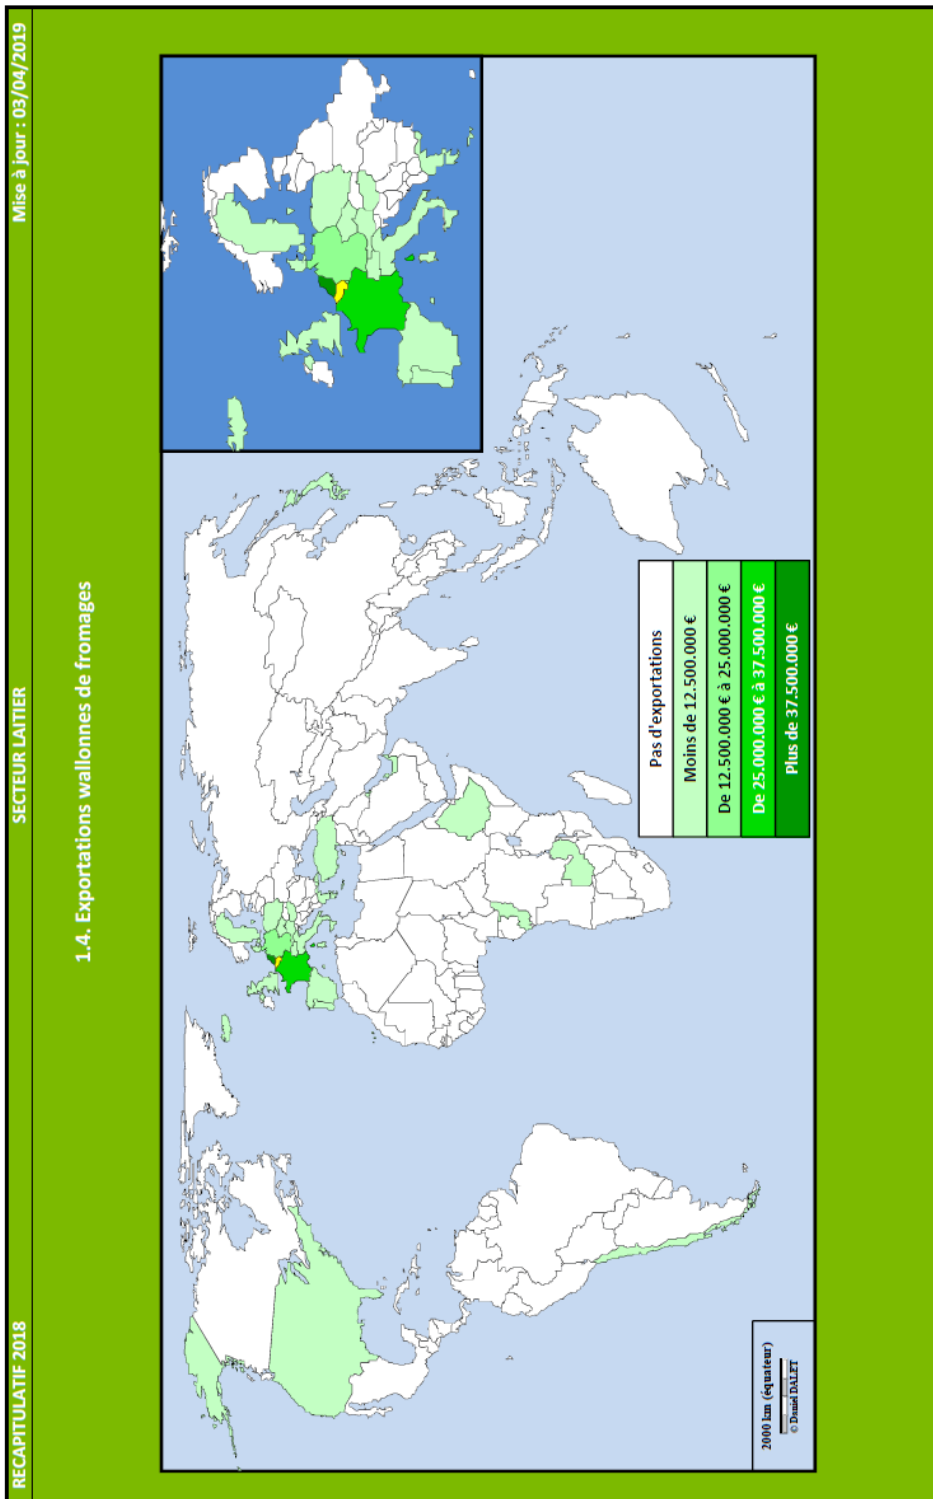 RECAPITULATIF 2018
SECTEUR LAITIER
Mise à jour : 03/04/2019
1.4. Exportations wallonnes de fromages
Pas d'exportations
Moins de 12.500.000 €
De 12.500.000 € à 25.000.000 €
De 25.000.000 € à 37.500.000 €
Plus de 37.500.000 €
2000 km (équateur)
© Daniel DALET